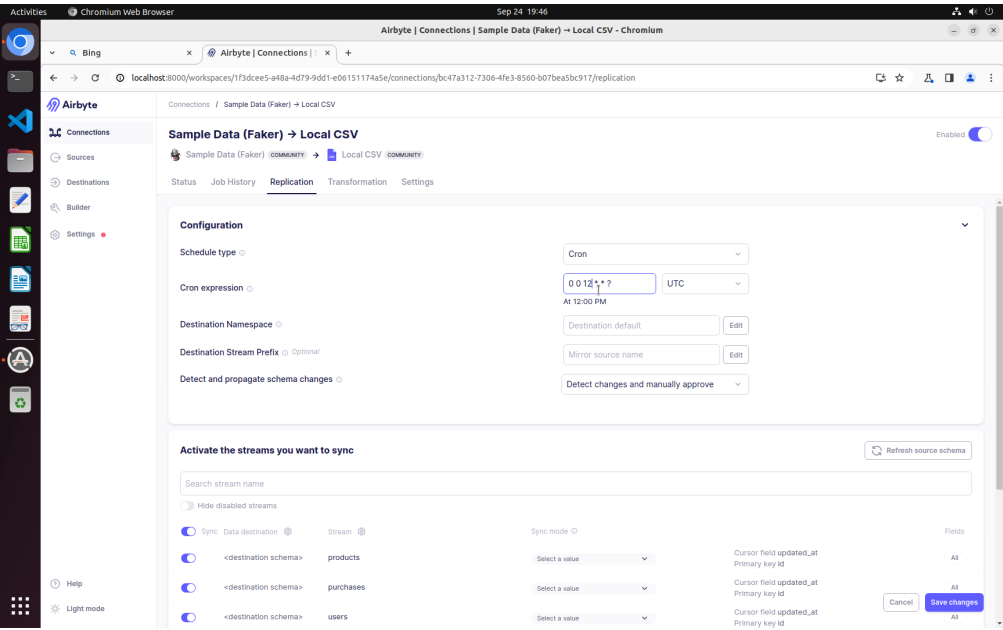 Activities Chromium Web Browser Sep 24 19:46
Airbyte | Connections | Sample Data (Faker) → Local CSV - Chromium
Bing × Airbyte | Connections | × +
localhost:8000/workspaces/1f3dcee5-a48a-4d79-9dd1-e06151174a5e/connections/bc47a312-7306-4fe3-8560-b07bea5bc917/replication
Airbyte
Connections / Sample Data (Faker) → Local CSV
Connections
Sources
Destinations
Builder
Settings
Help
Light mode
Sample Data (Faker) → Local CSV
Enabled
Sample Data (Faker) COMMUNITY → Local CSV COMMUNITY
Status Job History Replication Transformation Settings
Configuration
Schedule type Cron
Cron expression 0 0 12 * * ? UTC
At 12:00 PM
Destination Namespace Destination default Edit
Destination Stream Prefix Optional Mirror source name Edit
Detect and propagate schema changes Detect changes and manually approve
Activate the streams you want to sync Refresh source schema
Search stream name
Hide disabled streams
Sync Data destination Stream Sync mode Fields
<destination schema> products Select a value Cursor field updated_at All
Primary key id
<destination schema> purchases Select a value Cursor field updated_at All
Primary key id
Cancel Save changes
<destination schema> users Select a value Cursor field updated_at All
Primary key id